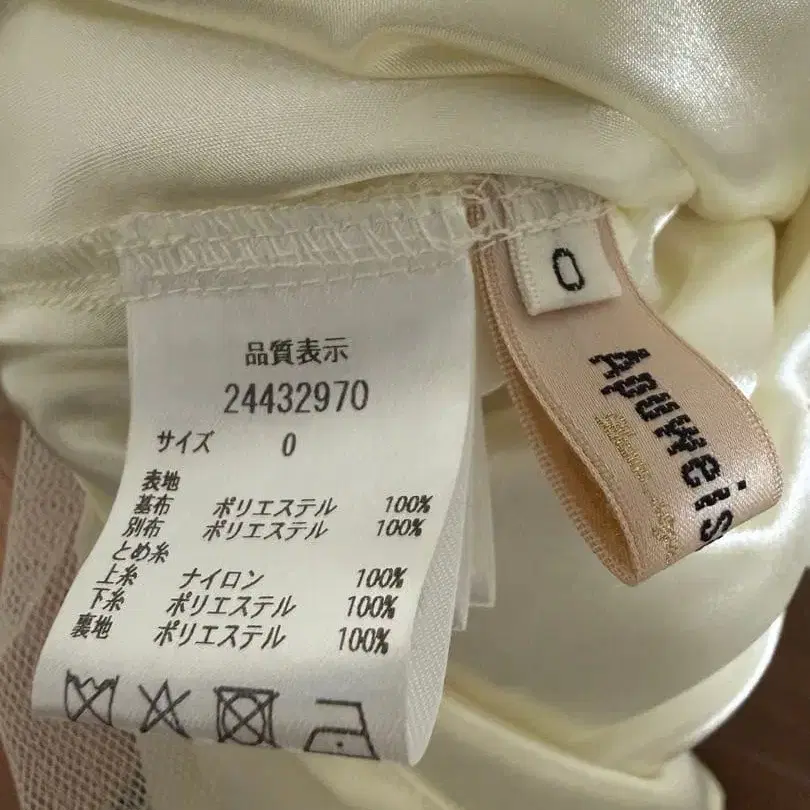 品質表示
24432970
サイズ 0
表地
基布 ポリエステル 100%
別布 ポリエステル 100%
とめ糸
上糸 ナイロン 100%
下糸 ポリエステル 100%
裏地 ポリエステル 100%
0
Apuweis